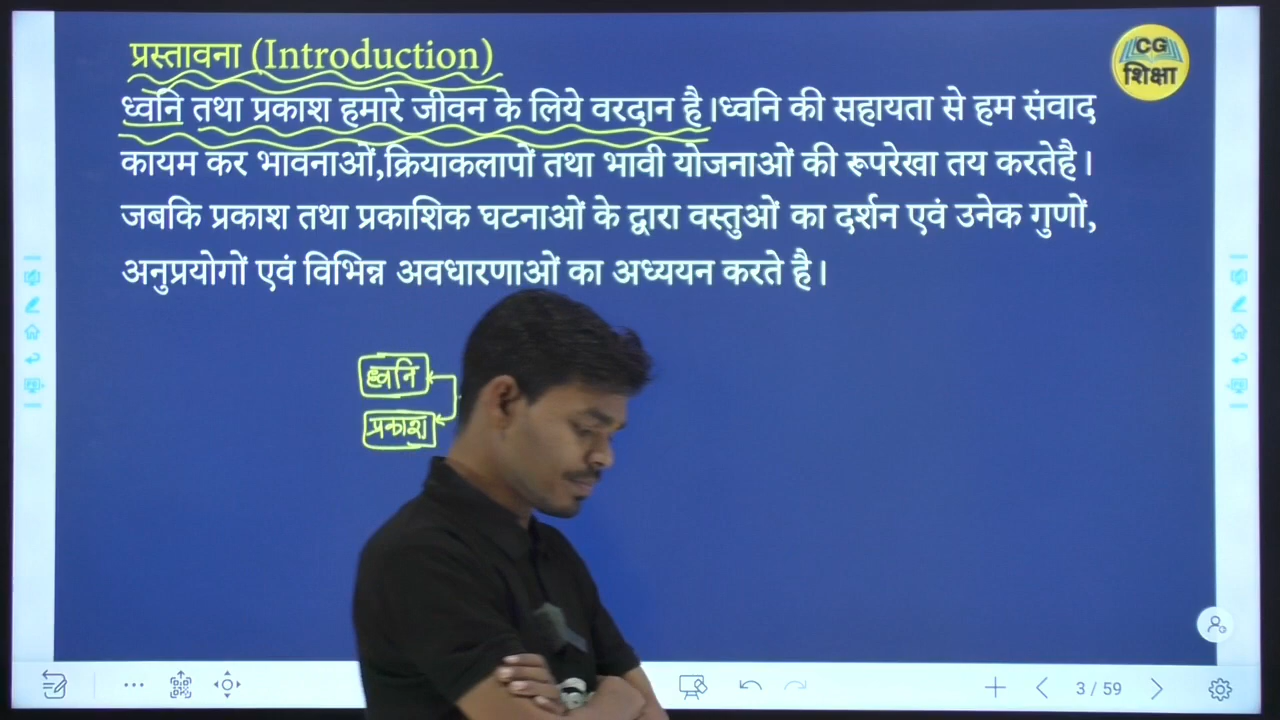 प्रस्तावना (Introduction)
CG
शिक्षा
ध्वनि तथा प्रकाश हमारे जीवन के लिये वरदान है।ध्वनि की सहायता से हम संवाद
कायम कर भावनाओं,क्रियाकलापों तथा भावी योजनाओं की रूपरेखा तय करतेहै।
जबकि प्रकाश तथा प्रकाशिक घटनाओं के द्वारा वस्तुओं का दर्शन एवं उनेक गुणों,
अनुप्रयोगों एवं विभिन्न अवधारणाओं का अध्ययन करते है।
ध्वनि
प्रकाश
3 / 59